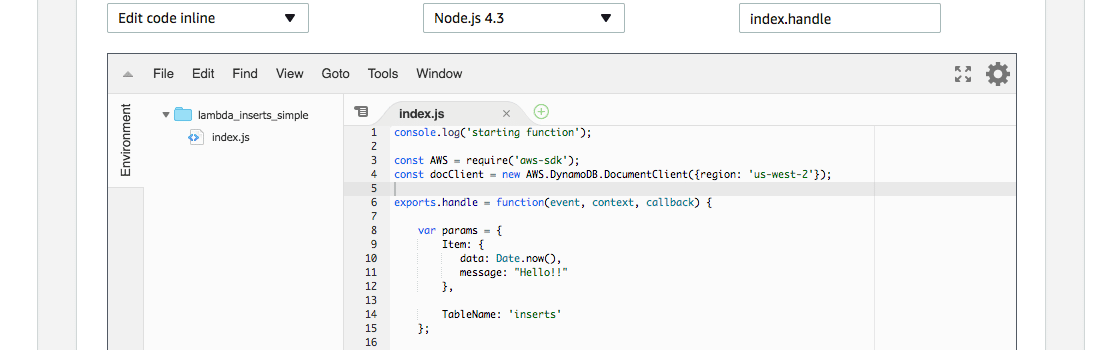 Edit code inline
Node.js 4.3
index.handle
File Edit Find View Goto Tools Window
Environment
lambda_inserts_simple
index.js
index.js
1 console.log('starting function');
2
3 const AWS = require('aws-sdk');
4 const docClient = new AWS.DynamoDB.DocumentClient({region: 'us-west-2'});
5
6 exports.handle = function(event, context, callback) {
7
8 var params = {
9 Item: {
10 data: Date.now(),
11 message: "Hello!!"
12 },
13
14 TableName: 'inserts'
15 };
16